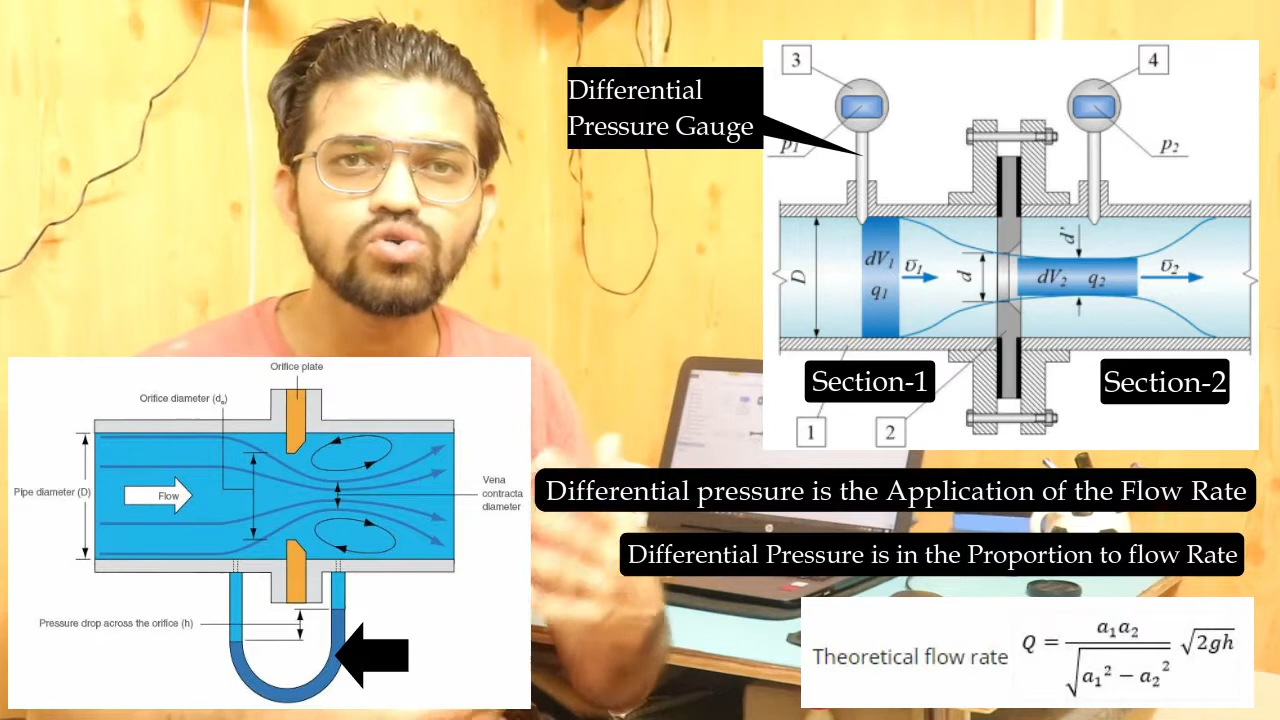 3
4
Differential
Pressure Gauge
p1
p2
D
dV1
q1
υ1
d
d'
dV2 q2
υ2
Section-1
Section-2
1
2
Orifice plate
Orifice diameter (do)
Pipe diameter (D)
Flow
Vena
contracta
diameter
Pressure drop across the orifice (h)
Differential pressure is the Application of the Flow Rate
Differential Pressure is in the Proportion to flow Rate
Theoretical flow rate Q = a₁a₂ / √(a₁² − a₂²) √2gh